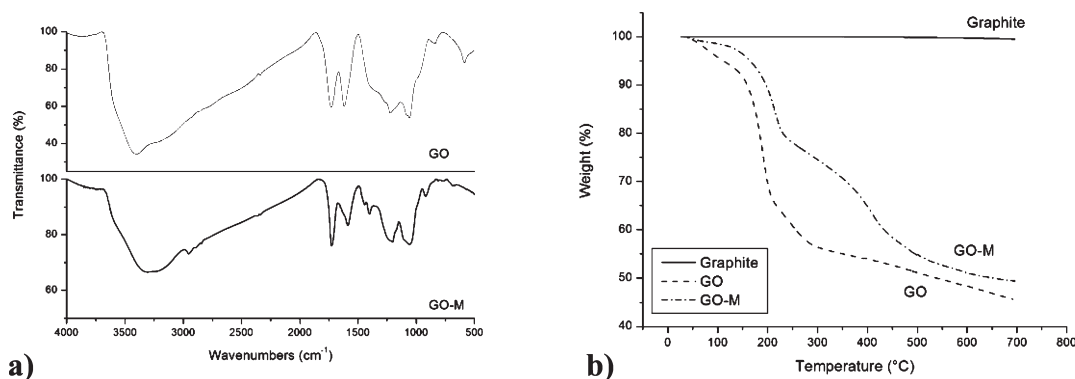 100
80
60
40
GO
100
80
60
GO-M
Transmittance (%)
4000 3500 3000 2500 2000 1500 1000 500
Wavenumbers (cm⁻¹)
a)
Graphite
100
90
80
70
60
50
40
Weight (%)
GO-M
GO
Graphite
GO
GO-M
0 100 200 300 400 500 600 700 800
Temperature (°C)
b)